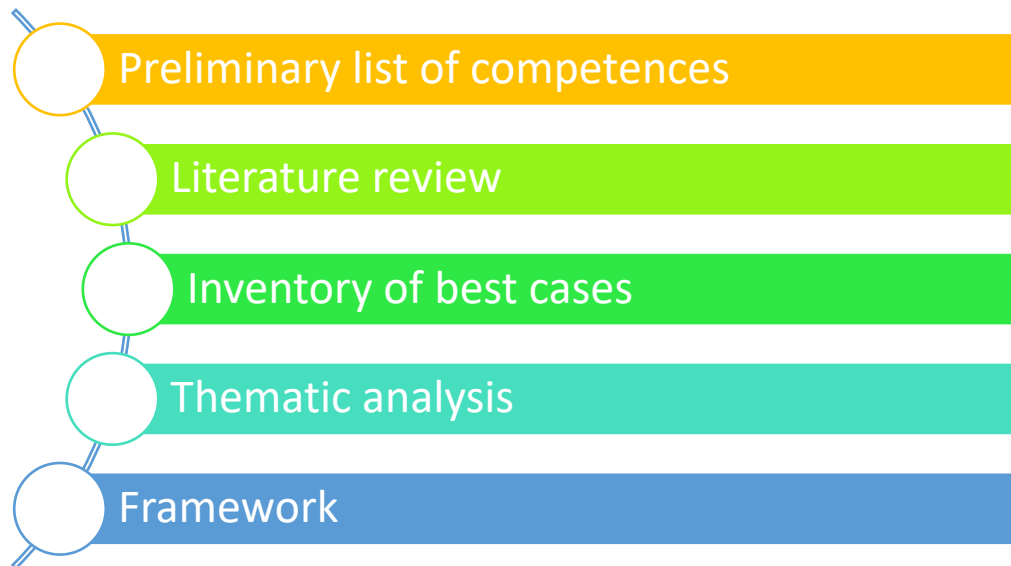 Preliminary list of competences
Literature review
Inventory of best cases
Thematic analysis
Framework